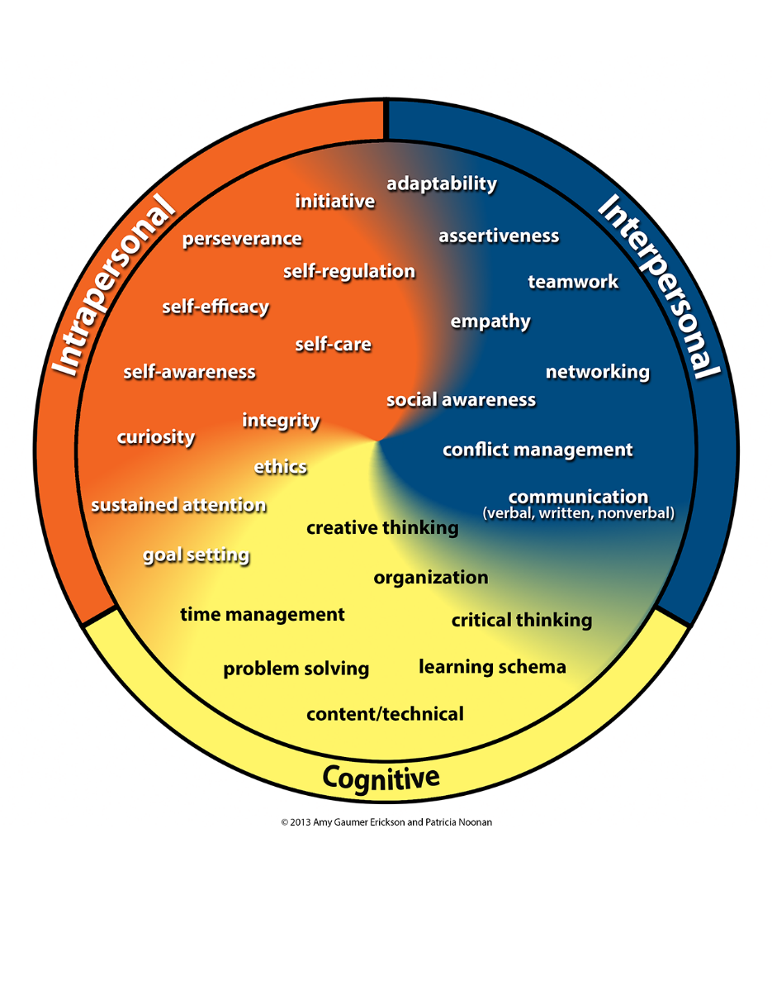 Intrapersonal
Interpersonal
adaptability
initiative
assertiveness
perseverance
self-regulation
teamwork
self-efficacy
empathy
self-care
self-awareness
networking
social awareness
integrity
curiosity
conflict management
ethics
communication
(verbal, written, nonverbal)
sustained attention
creative thinking
goal setting
organization
time management
critical thinking
problem solving
learning schema
content/technical
Cognitive
© 2013 Amy Gaumer Erickson and Patricia Noonan